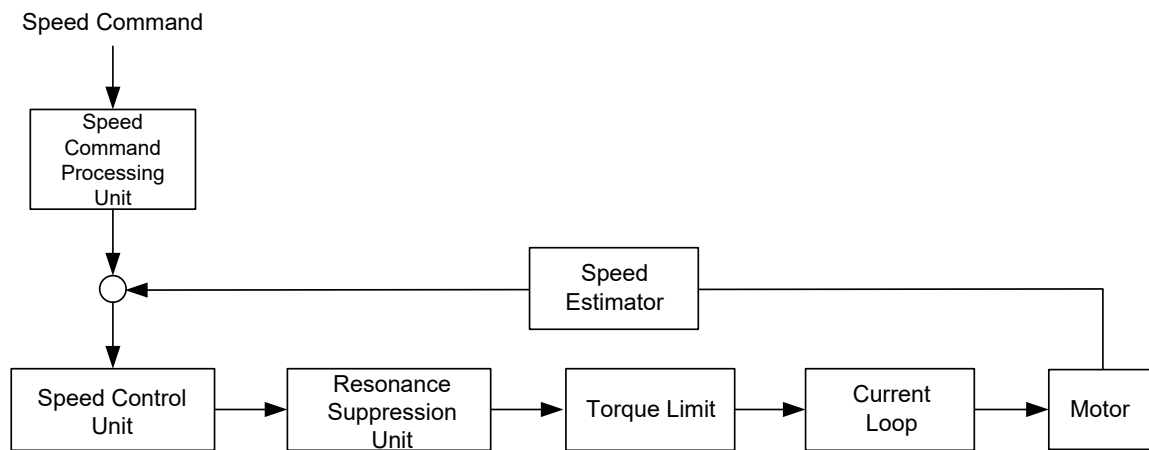 Speed Command
Speed
Command
Processing
Unit
Speed
Estimator
Speed Control
Unit
Resonance
Suppression
Unit
Torque Limit
Current
Loop
Motor